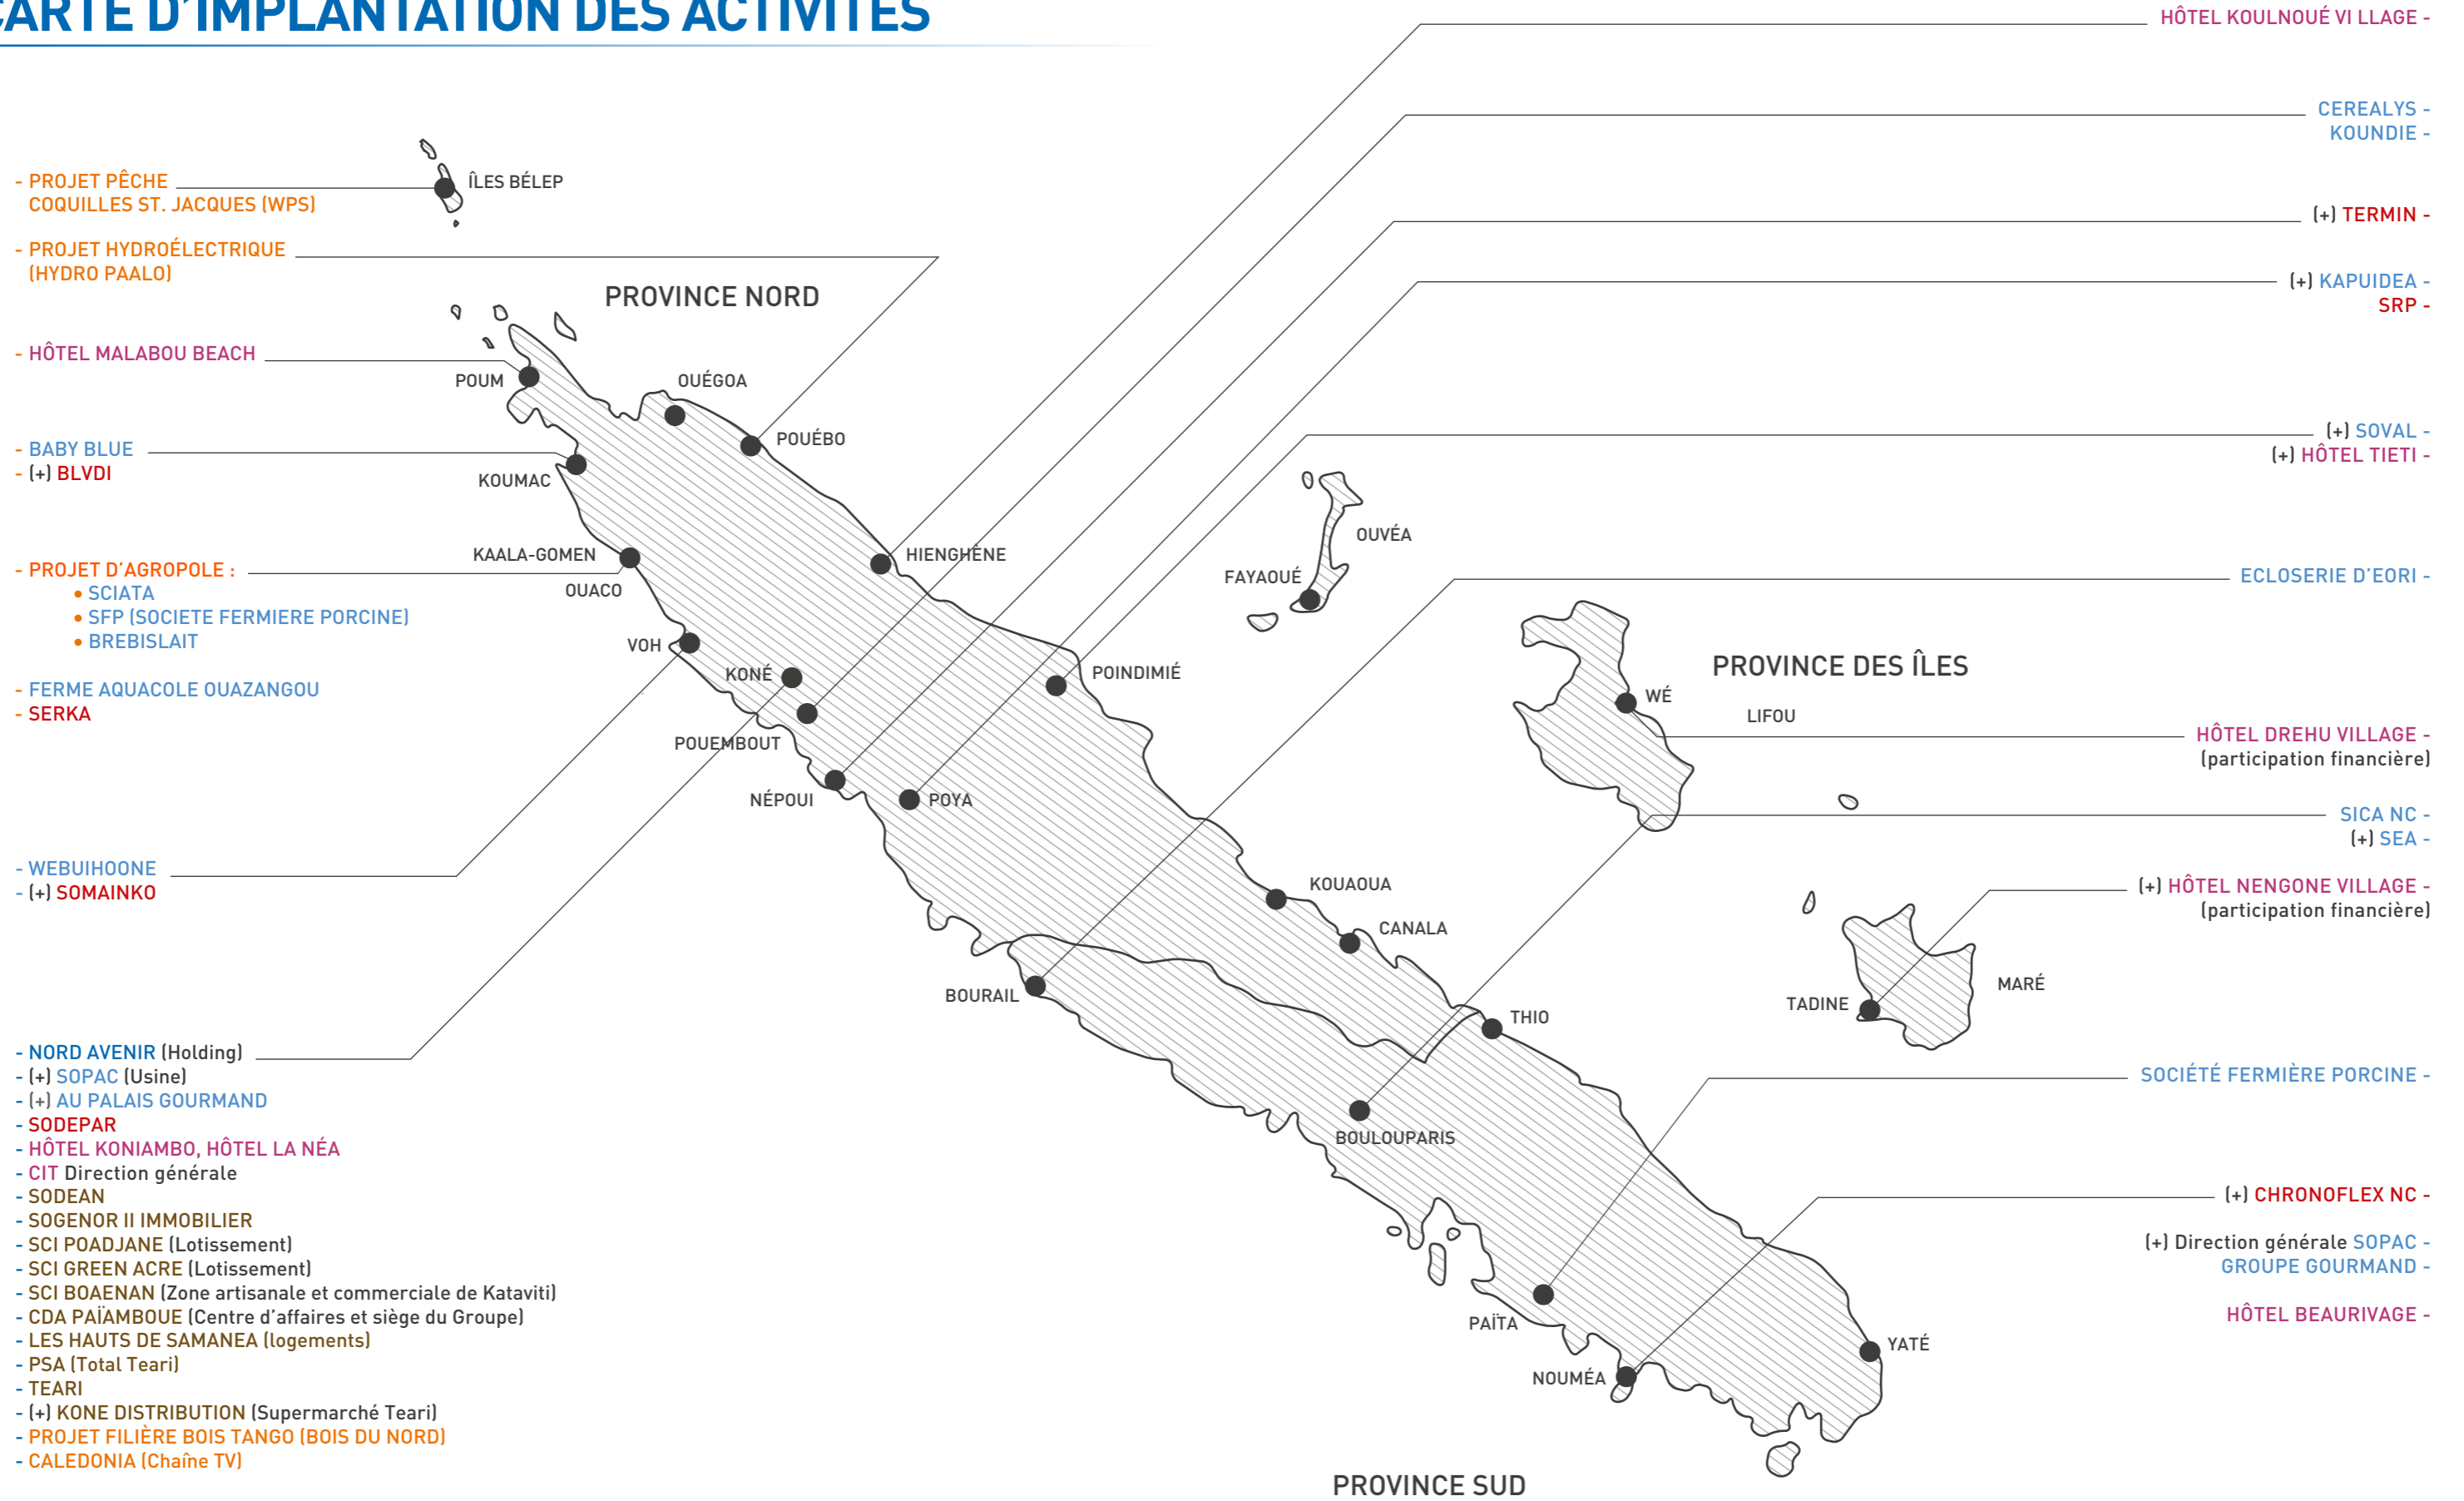 CARTE D'IMPLANTATION DES ACTIVITÉS
- PROJET PÊCHE
COQUILLES ST. JACQUES (WPS)
- PROJET HYDROÉLECTRIQUE
(HYDRO PAALO)
- HÔTEL MALABOU BEACH
- BABY BLUE
- (+) BLVDI
- PROJET D'AGROPOLE :
• SCIATA
• SFP (SOCIETE FERMIERE PORCINE)
• BREBISLAIT
- FERME AQUACOLE OUAZANGOU
- SERKA
- WEBUIHOONE
- (+) SOMAINKO
- NORD AVENIR (Holding)
- (+) SOPAC (Usine)
- (+) AU PALAIS GOURMAND
- SODEPAR
- HÔTEL KONIAMBO, HÔTEL LA NÉA
- CIT Direction générale
- SODEAN
- SOGENOR II IMMOBILIER
- SCI POADJANE (Lotissement)
- SCI GREEN ACRE (Lotissement)
- SCI BOAENAN (Zone artisanale et commerciale de Kataviti)
- CDA PAÏAMBOUE (Centre d'affaires et siège du Groupe)
- LES HAUTS DE SAMANEA (logements)
- PSA (Total Teari)
- TEARI
- (+) KONE DISTRIBUTION (Supermarché Teari)
- PROJET FILIÈRE BOIS TANGO (BOIS DU NORD)
- CALEDONIA (Chaîne TV)
ÎLES BÉLEP
PROVINCE NORD
POUM
OUÉGOA
POUÉBO
KOUMAC
KAALA-GOMEN
OUACO
HIENGHÈNE
VOH
KONÉ
POUEMBOUT
POINDIMIÉ
NÉPOUI
POYA
KOUAOUA
CANALA
BOURAIL
THIO
BOULOUPARIS
PAÏTA
NOUMÉA
YATÉ
PROVINCE SUD
OUVÉA
FAYAOUÉ
PROVINCE DES ÎLES
WÉ
LIFOU
TADINE
MARÉ
HÔTEL KOULNOUÉ VI LLAGE -
CEREALYS -
KOUNDIE -
(+) TERMIN -
(+) KAPUIDEA -
SRP -
(+) SOVAL -
(+) HÔTEL TIETI -
ECLOSERIE D'EORI -
HÔTEL DREHU VILLAGE -
(participation financière)
SICA NC -
(+) SEA -
(+) HÔTEL NENGONE VILLAGE -
(participation financière)
SOCIÉTÉ FERMIÈRE PORCINE -
(+) CHRONOFLEX NC -
(+) Direction générale SOPAC -
GROUPE GOURMAND -
HÔTEL BEAURIVAGE -